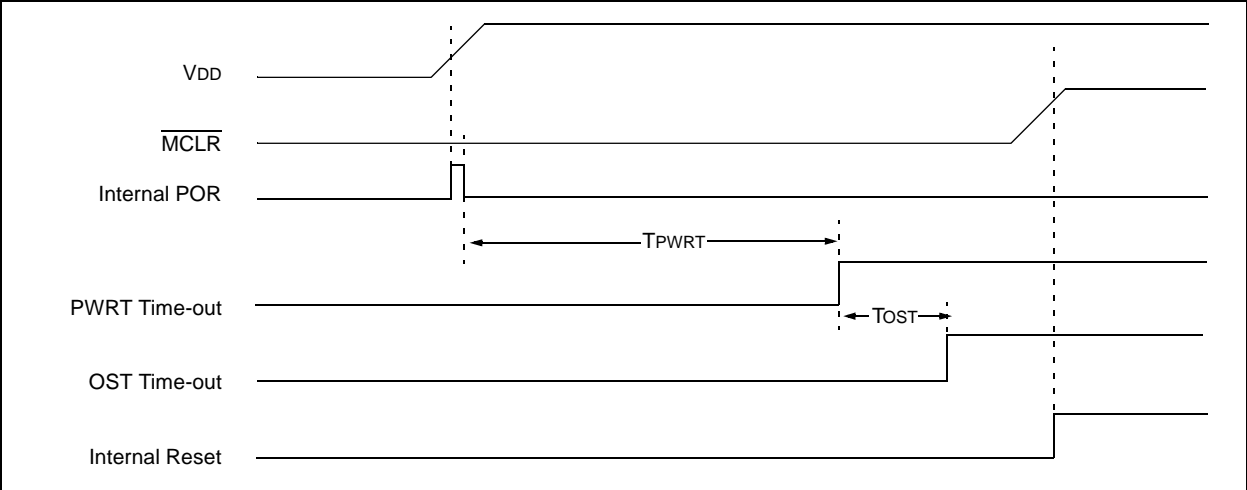 VDD
MCLR
Internal POR
TPWRT
PWRT Time-out
TOST
OST Time-out
Internal Reset